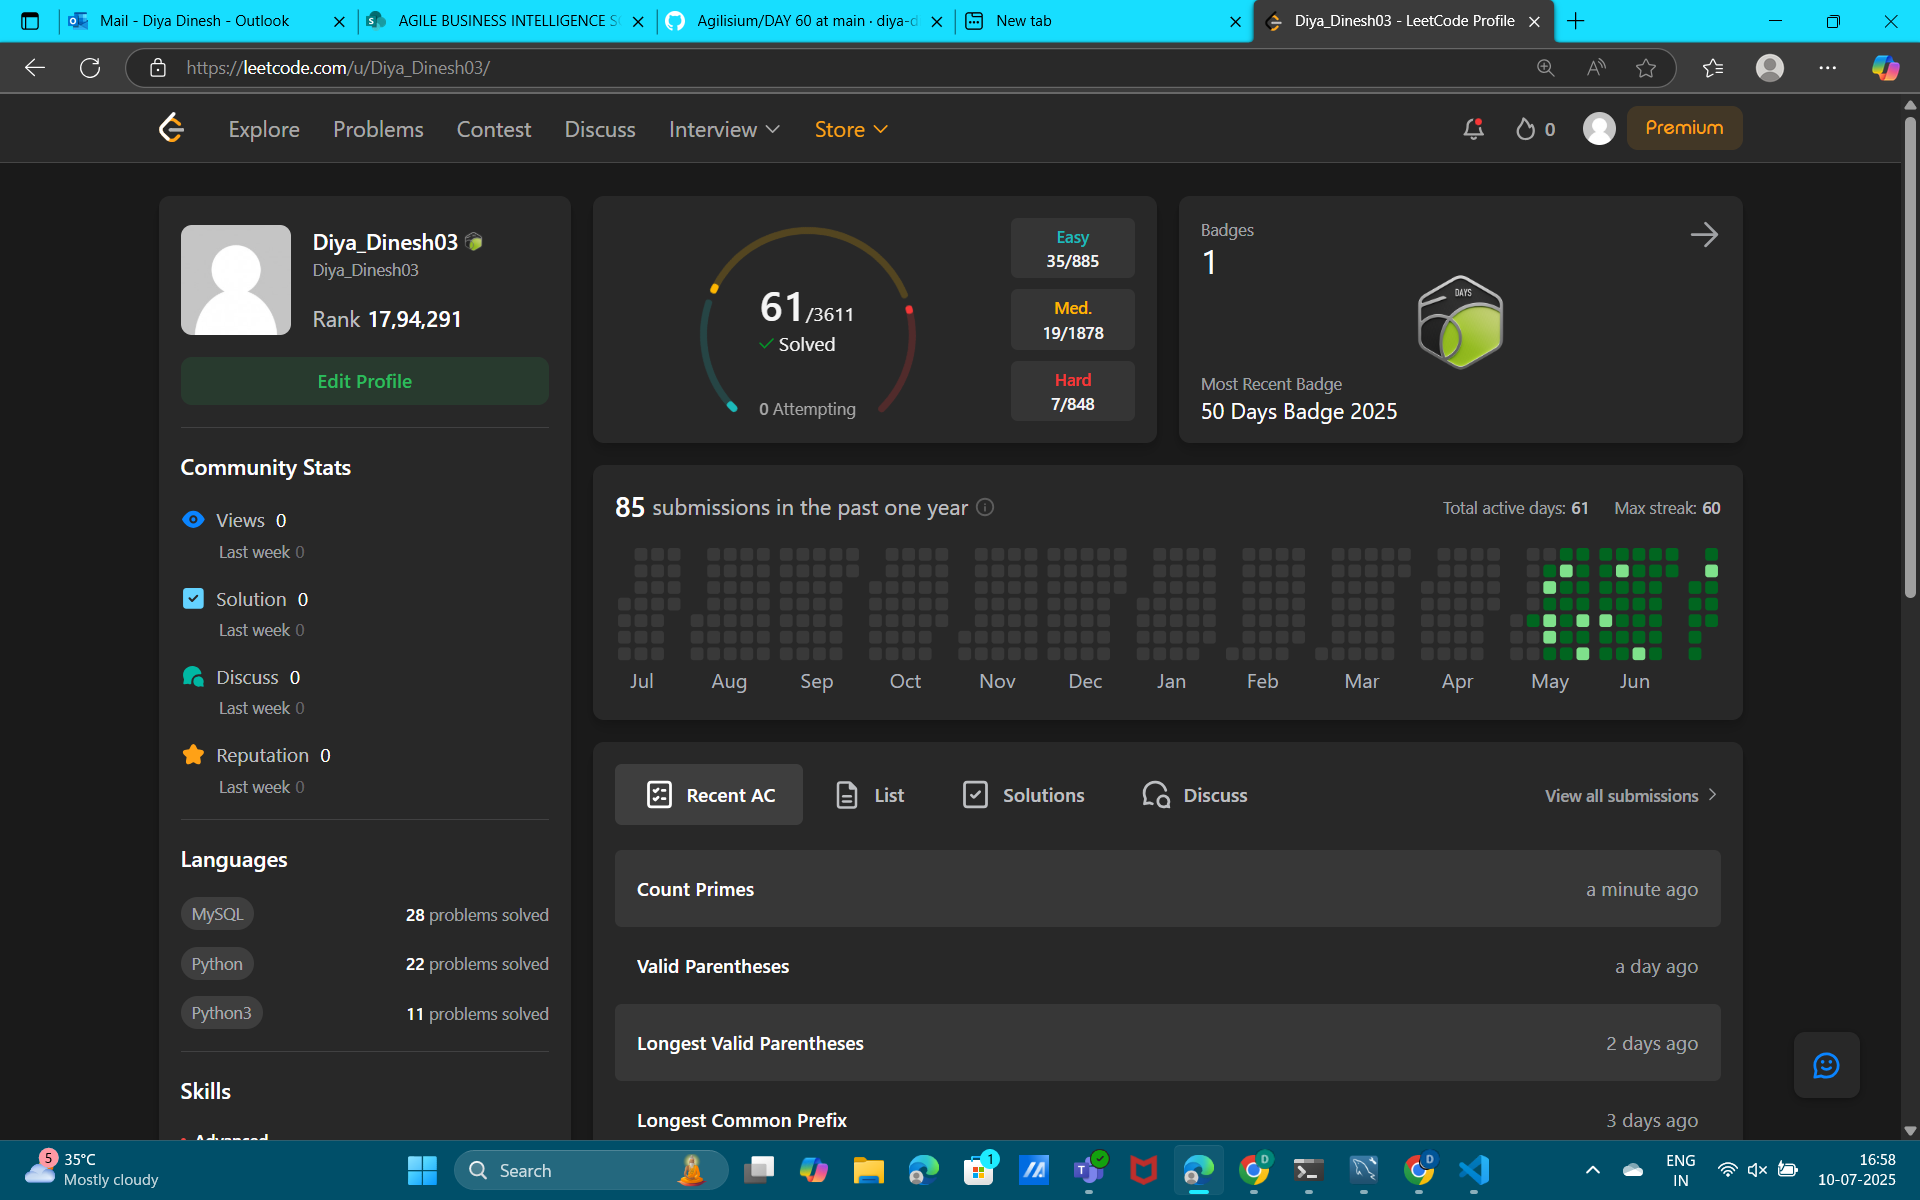 Mail - Diya Dinesh - Outlook
AGILE BUSINESS INTELLIGENCE S
Agilisium/DAY 60 at main · diya-d
New tab
Diya_Dinesh03 - LeetCode Profile
https://leetcode.com/u/Diya_Dinesh03/
Explore
Problems
Contest
Discuss
Interview
Store
0
Premium
Diya_Dinesh03
Diya_Dinesh03
Rank 17,94,291
Edit Profile
Community Stats
Views 0
Last week 0
Solution 0
Last week 0
Discuss 0
Last week 0
Reputation 0
Last week 0
Languages
MySQL
28 problems solved
Python
22 problems solved
Python3
11 problems solved
Skills
Advanced
61/3611
Solved
0 Attempting
Easy
35/885
Med.
19/1878
Hard
7/848
Badges
1
DAYS
Most Recent Badge
50 Days Badge 2025
85 submissions in the past one year
Total active days: 61
Max streak: 60
Jul
Aug
Sep
Oct
Nov
Dec
Jan
Feb
Mar
Apr
May
Jun
Recent AC
List
Solutions
Discuss
View all submissions
Count Primes
a minute ago
Valid Parentheses
a day ago
Longest Valid Parentheses
2 days ago
Longest Common Prefix
3 days ago
5
35°C
Mostly cloudy
Search
1
D
D
ENG
IN
16:58
10-07-2025